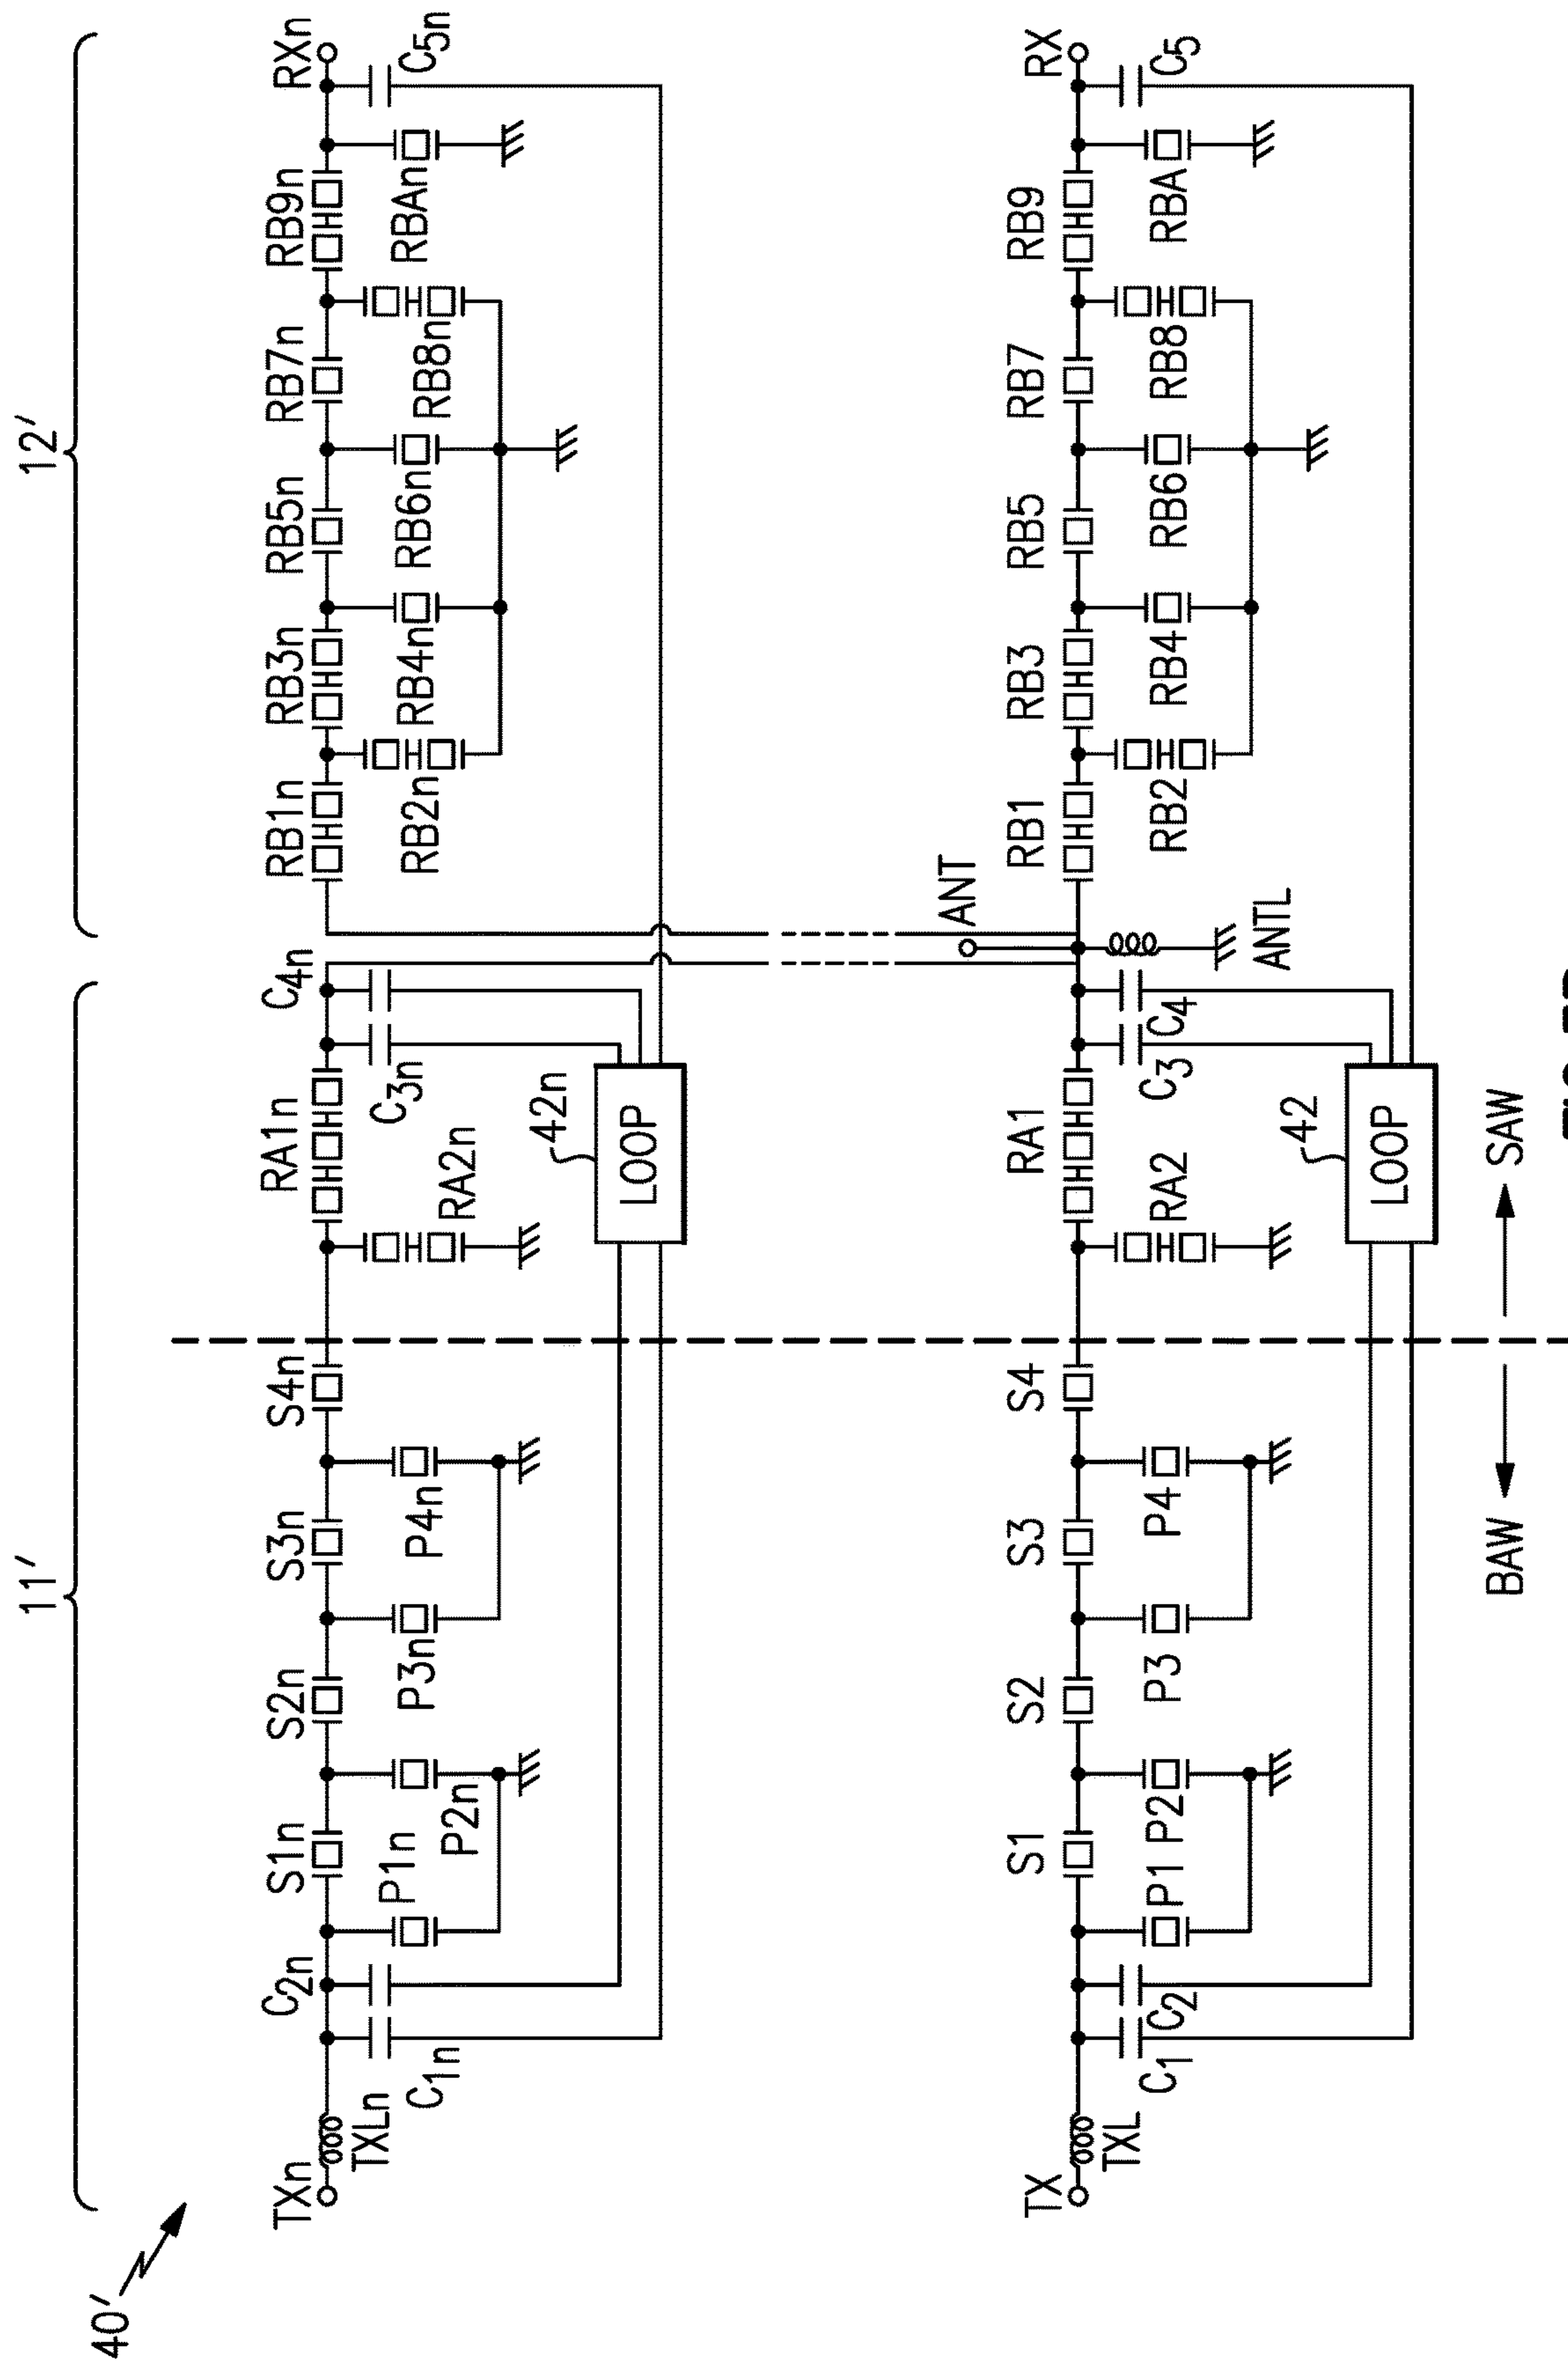 40′
11′
12′
TXn
TXLn
C1n
C2n
P1n
S1n
P2n
S2n
P3n
S3n
P4n
S4n
RA2n
RA1n
C3n
C4n
42n
LOOP
RB1n
RB2n
RB3n
RB4n
RB5n
RB6n
RB7n
RB8n
RB9n
RBAn
RXn
C5n
TX
TXL
C1
C2
P1
S1
P2
S2
P3
S3
P4
S4
RA2
RA1
C3
C4
42
LOOP
ANT
ANTL
RB1
RB2
RB3
RB4
RB5
RB6
RB7
RB8
RB9
RBA
RX
C5
BAW
SAW